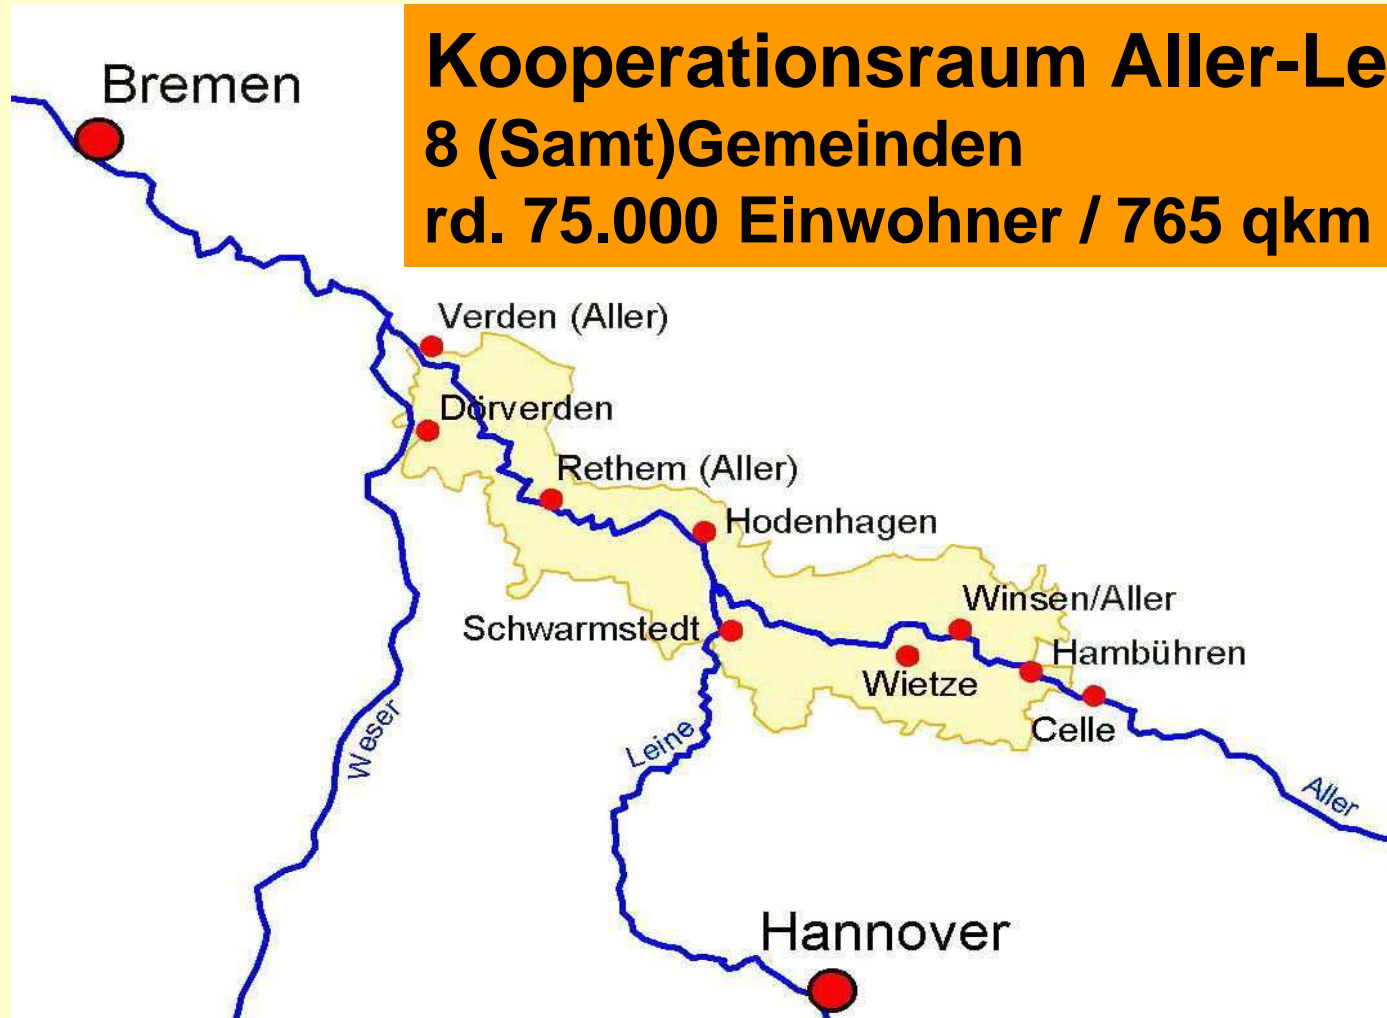 Bremen
Kooperationsraum Aller-Le
8 (Samt)Gemeinden
rd. 75.000 Einwohner / 765 qkm
Verden (Aller)
Dörverden
Rethem (Aller)
Hodenhagen
Winsen/Aller
Schwarmstedt
Hambühren
Wietze
Celle
Weser
Leine
Aller
Hannover